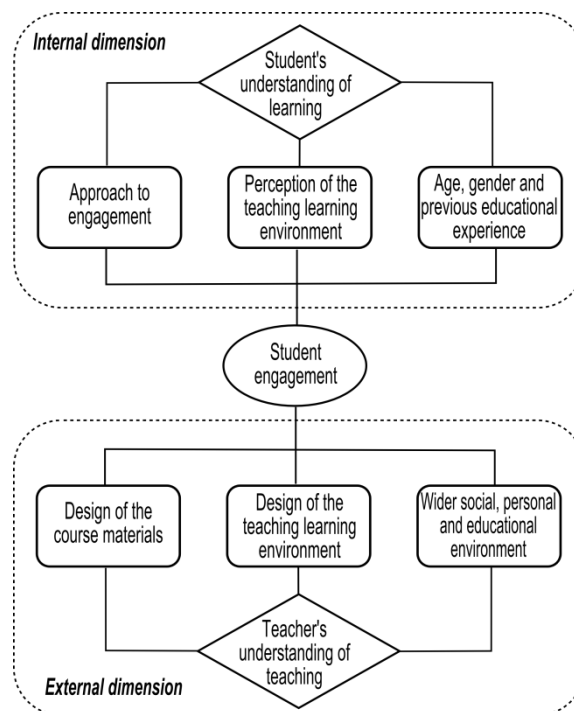 Internal dimension
Student's
understanding of
learning
Approach to
engagement
Perception of the
teaching learning
environment
Age, gender and
previous educational
experience
Student
engagement
Design of the
course materials
Design of the
teaching learning
environment
Wider social, personal
and educational
environment
Teacher's
understanding of
teaching
External dimension